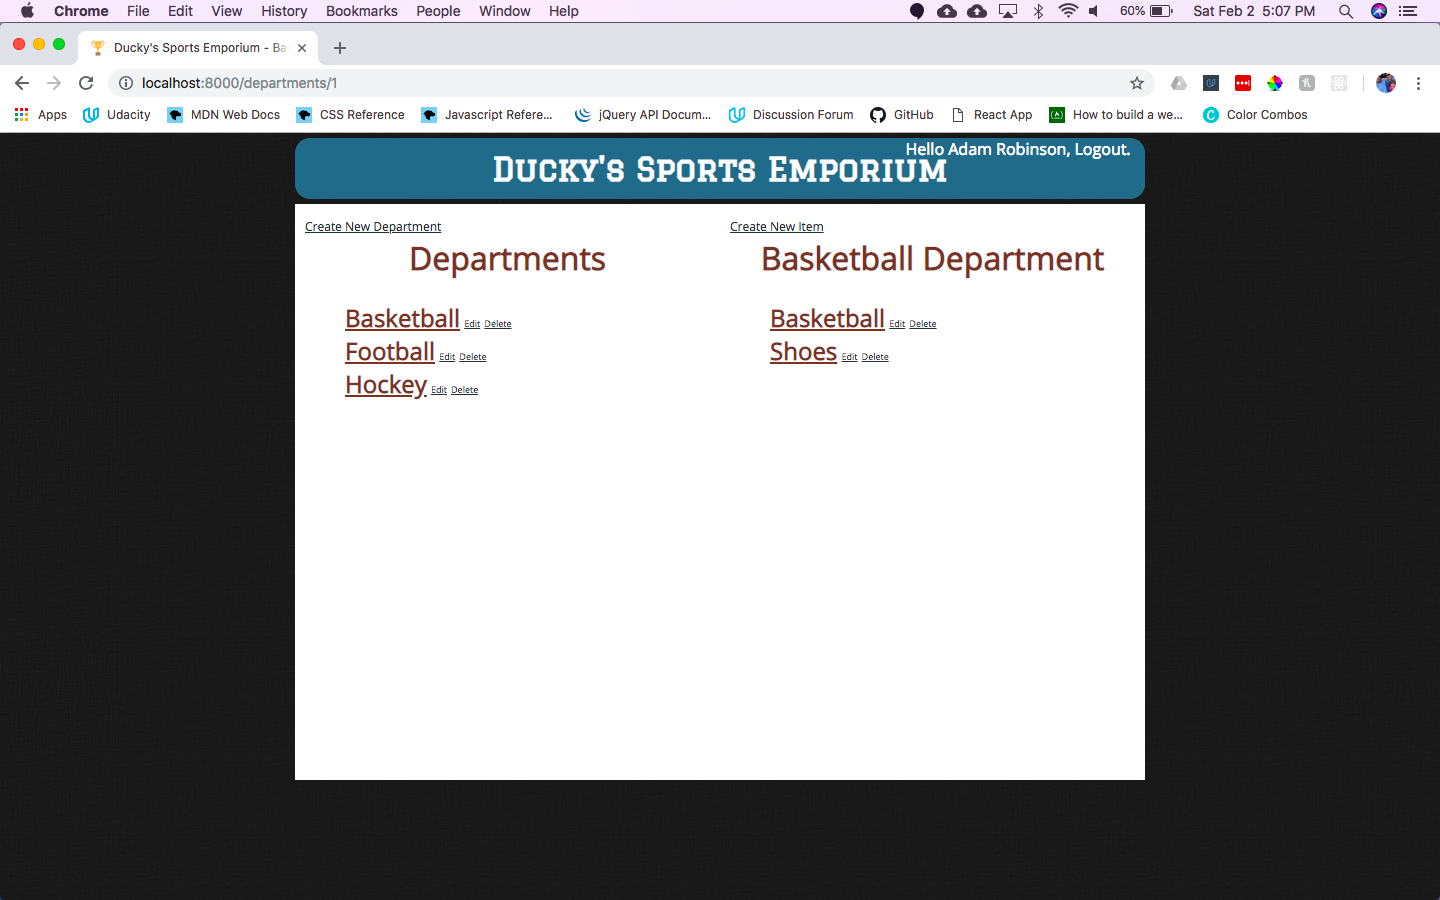 Chrome File Edit View History Bookmarks People Window Help 60% Sat Feb 2 5:07 PM
Ducky's Sports Emporium - Ba
localhost:8000/departments/1
Apps Udacity MDN Web Docs CSS Reference Javascript Refere... jQuery API Docum... Discussion Forum GitHub React App How to build a we... Color Combos
Hello Adam Robinson, Logout.
Ducky's Sports Emporium
Create New Department
Departments
Basketball Edit Delete
Football Edit Delete
Hockey Edit Delete
Create New Item
Basketball Department
Basketball Edit Delete
Shoes Edit Delete